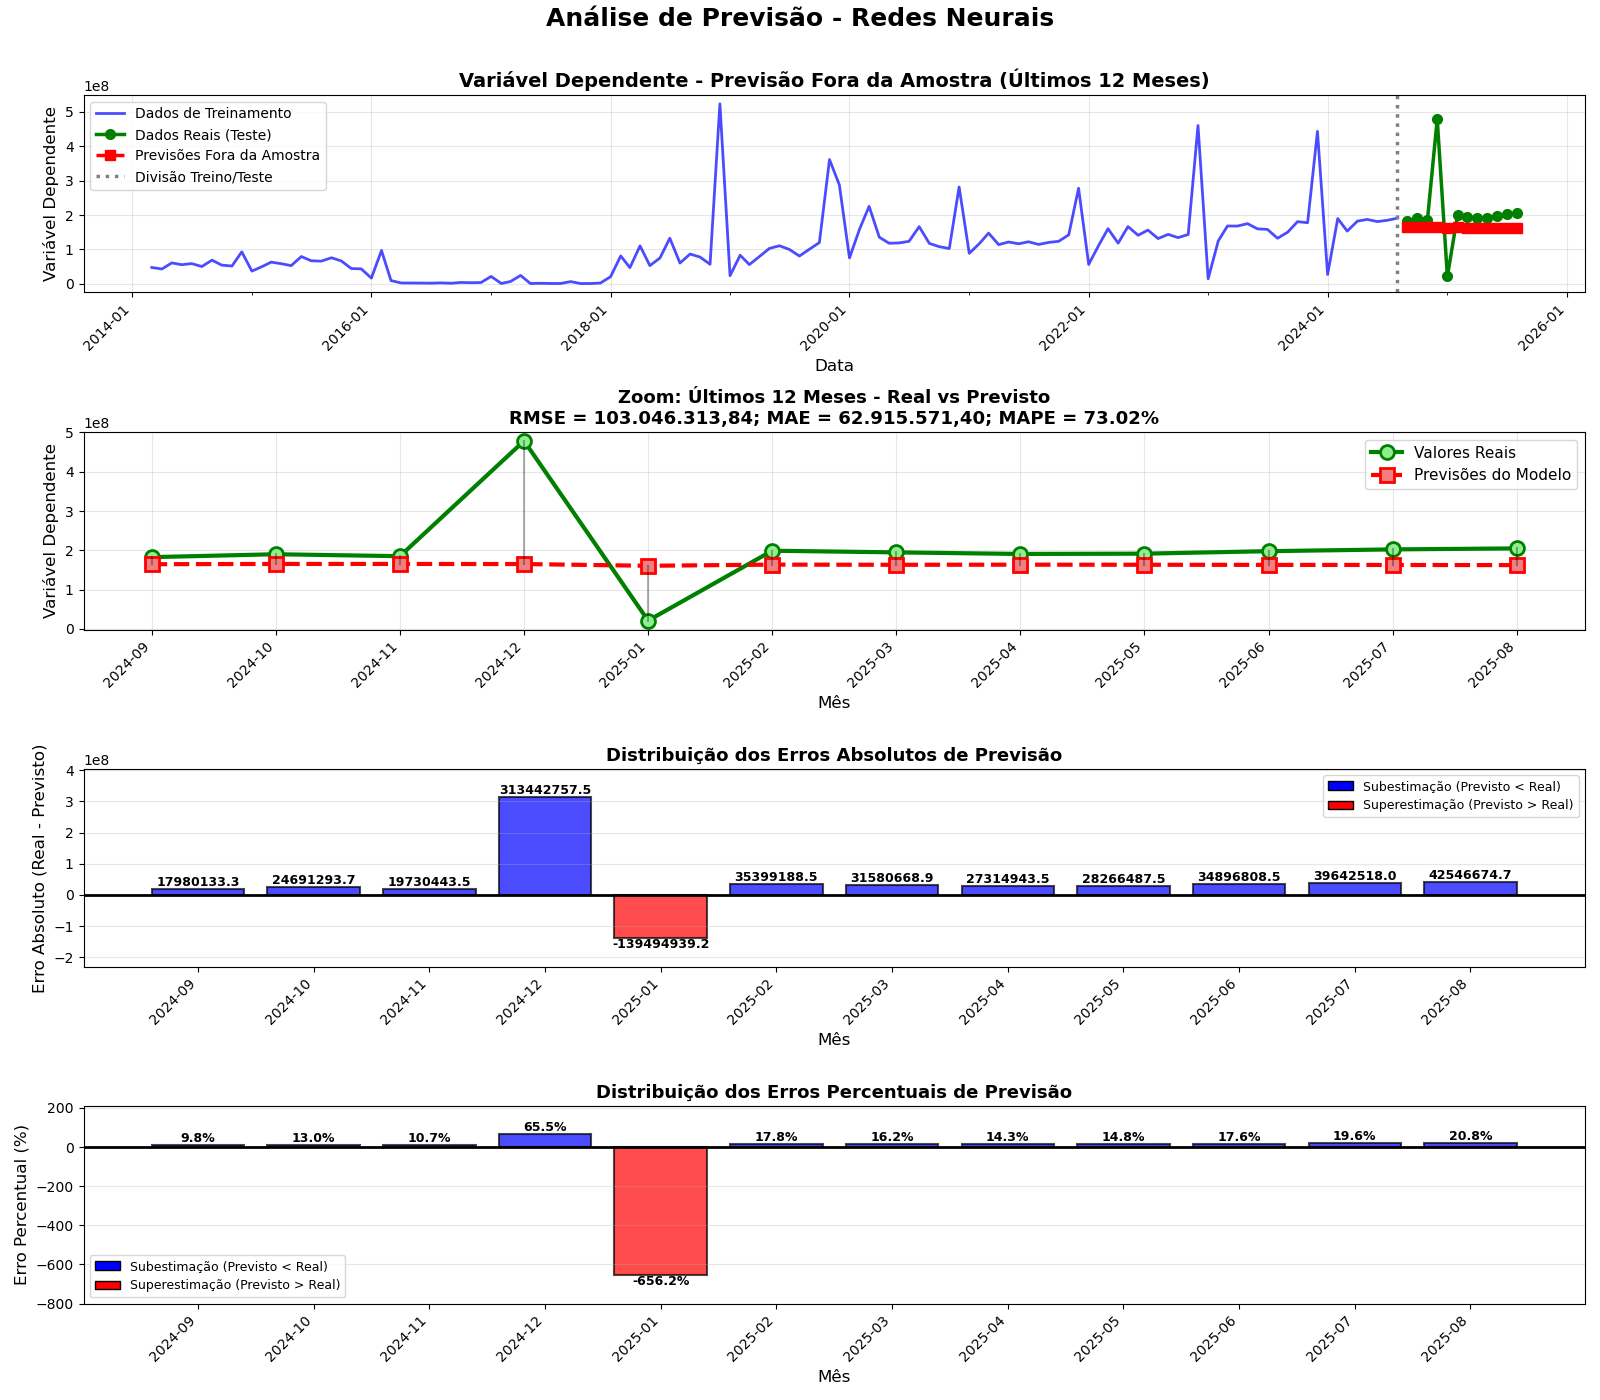 Análise de Previsão - Redes Neurais
Variável Dependente - Previsão Fora da Amostra (Últimos 12 Meses)
1e8
Variável Dependente
5
4
3
2
1
0
Dados de Treinamento
Dados Reais (Teste)
Previsões Fora da Amostra
Divisão Treino/Teste
2014-01 2016-01 2018-01 2020-01 2022-01 2024-01 2026-01
Data
Zoom: Últimos 12 Meses - Real vs Previsto
RMSE = 103.046.313,84; MAE = 62.915.571,40; MAPE = 73.02%
1e8
Variável Dependente
5
4
3
2
1
0
Valores Reais
Previsões do Modelo
2024-09 2024-10 2024-11 2024-12 2025-01 2025-02 2025-03 2025-04 2025-05 2025-06 2025-07 2025-08
Mês
Distribuição dos Erros Absolutos de Previsão
1e8
Erro Absoluto (Real - Previsto)
4
3
2
1
0
−1
−2
Subestimação (Previsto < Real)
Superestimação (Previsto > Real)
17980133.3 24691293.7 19730443.5 313442757.5 -139494939.2 35399188.5 31580668.9 27314943.5 28266487.5 34896808.5 39642518.0 42546674.7
2024-09 2024-10 2024-11 2024-12 2025-01 2025-02 2025-03 2025-04 2025-05 2025-06 2025-07 2025-08
Mês
Distribuição dos Erros Percentuais de Previsão
Erro Percentual (%)
200
0
−200
−400
−600
−800
9.8% 13.0% 10.7% 65.5% -656.2% 17.8% 16.2% 14.3% 14.8% 17.6% 19.6% 20.8%
Subestimação (Previsto < Real)
Superestimação (Previsto > Real)
2024-09 2024-10 2024-11 2024-12 2025-01 2025-02 2025-03 2025-04 2025-05 2025-06 2025-07 2025-08
Mês